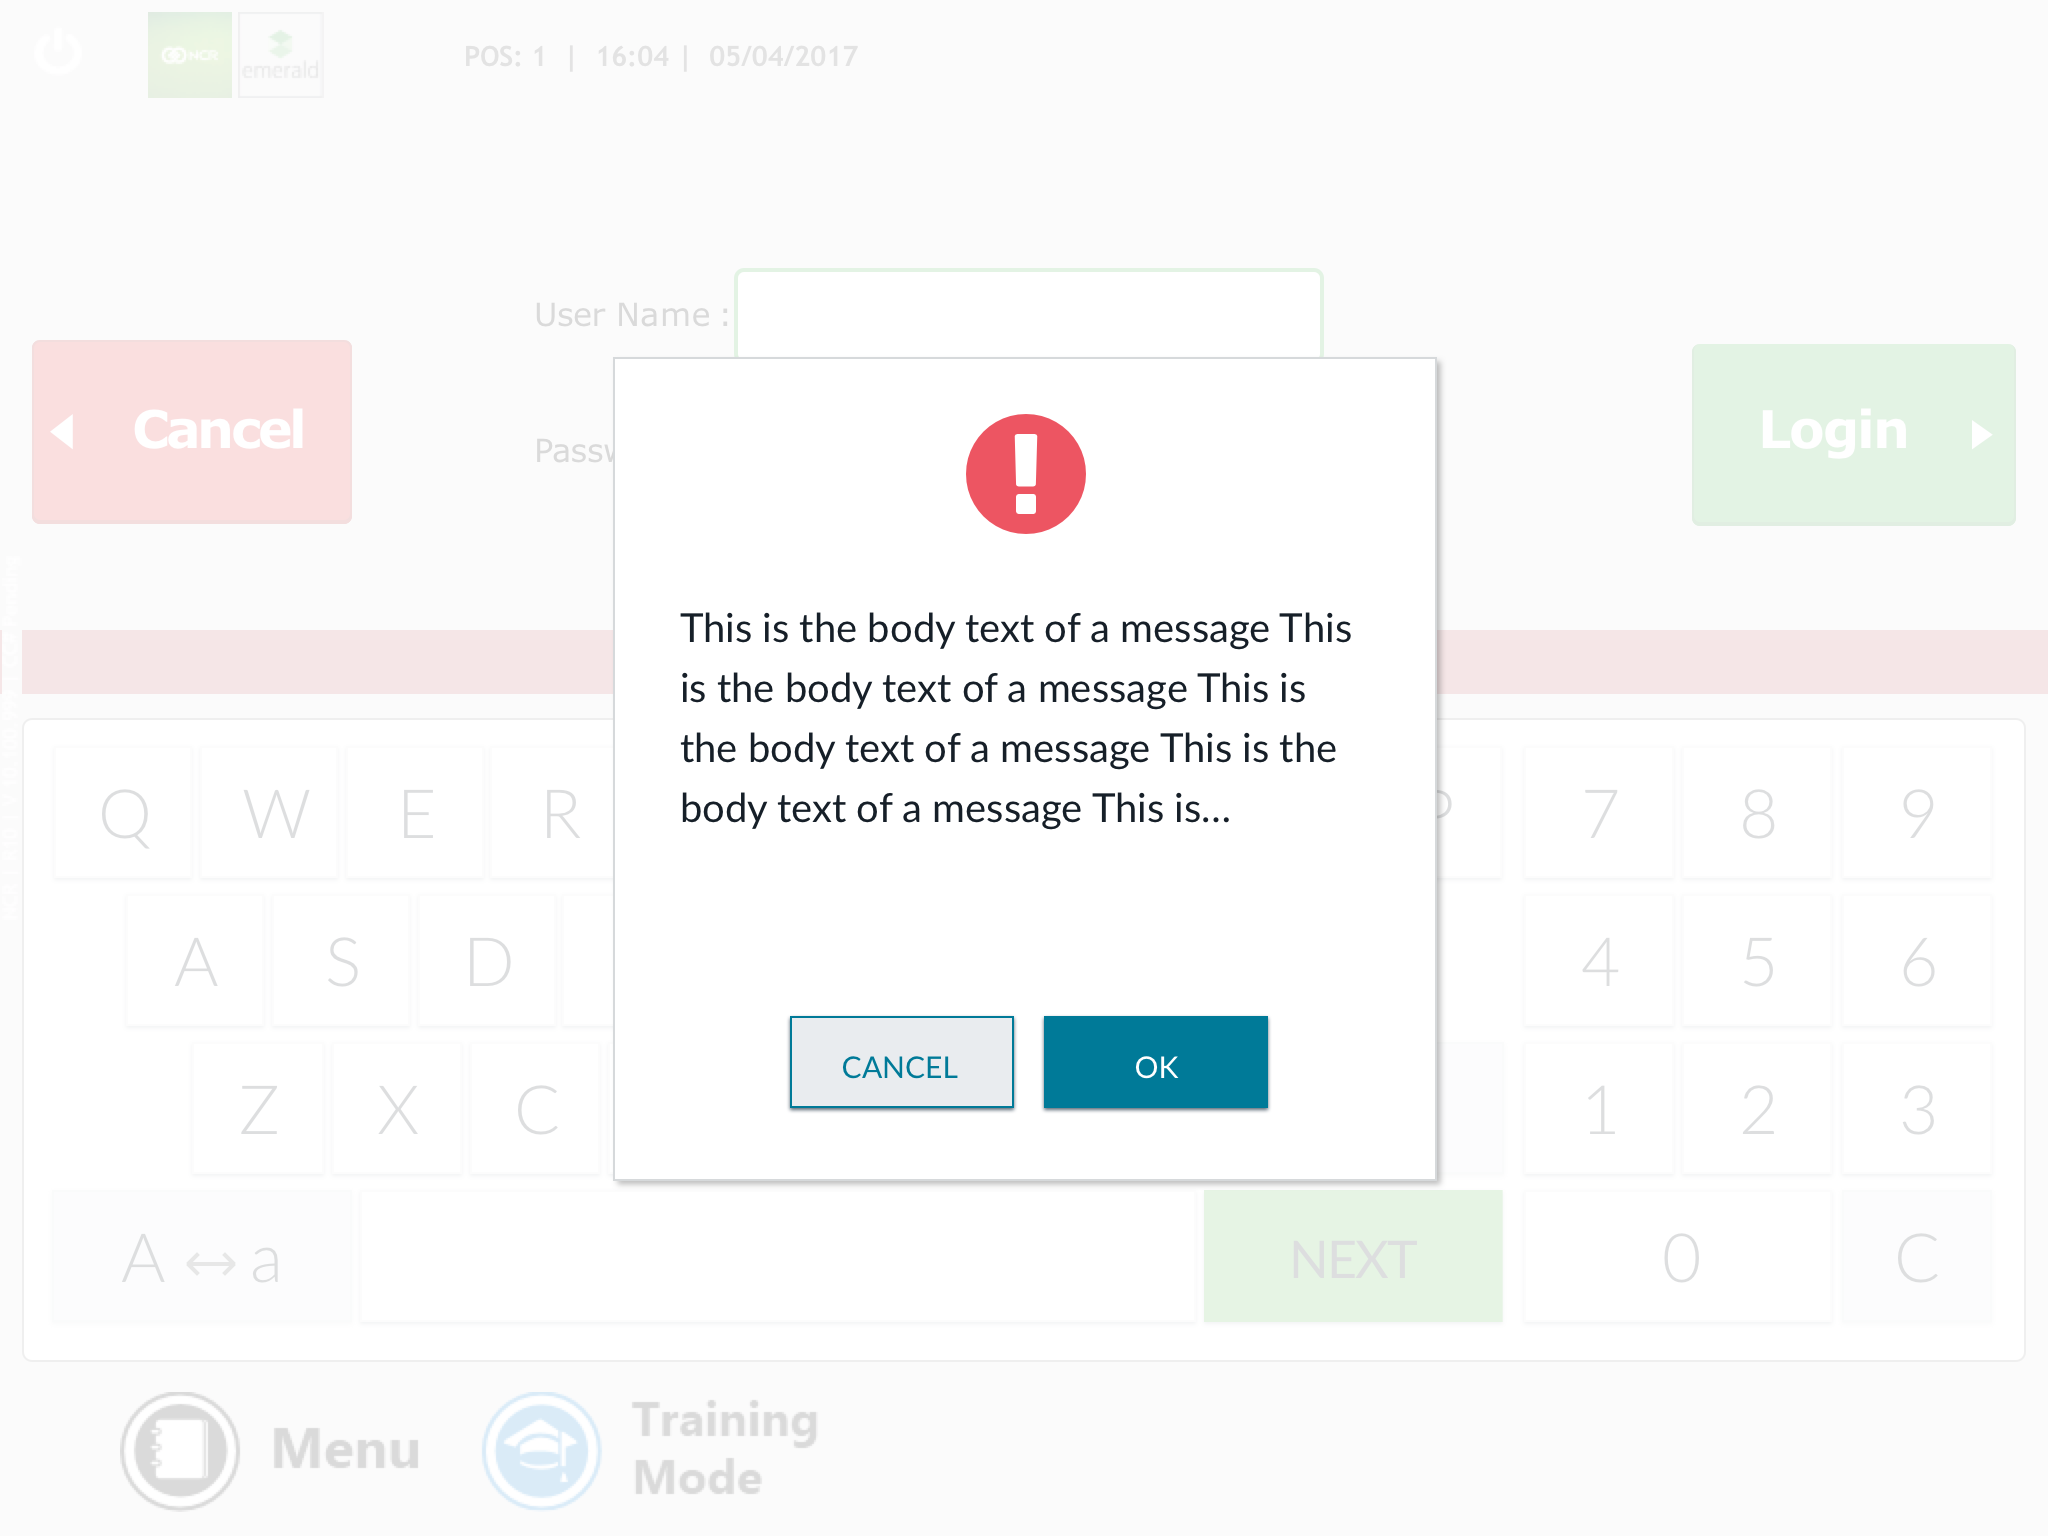 NCR
emerald
POS: 1 | 16:04 | 05/04/2017
User Name :
Cancel
Login
This is the body text of a message This
is the body text of a message This is
the body text of a message This is the
body text of a message This is...
Q W E R 7 8 9
A S D 4 5 6
CANCEL OK
Z X C 1 2 3
A ↔ a NEXT 0 C
Menu
Training
Mode